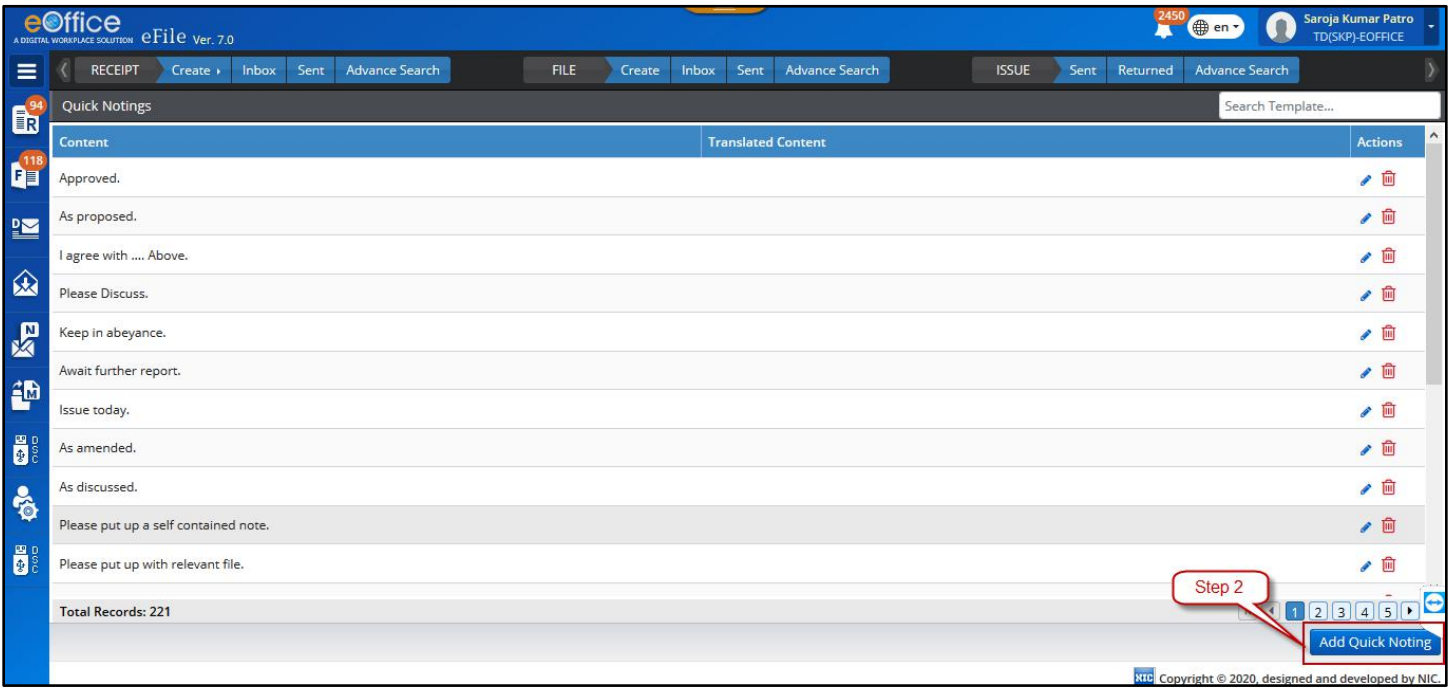 eOffice
A DIGITAL WORKPLACE SOLUTION eFile Ver. 7.0
2450
en
Saroja Kumar Patro
TD(SKP)-EOFFICE
RECEIPT Create Inbox Sent Advance Search FILE Create Inbox Sent Advance Search ISSUE Sent Returned Advance Search
94
R
Quick Notings
Search Template...
Content Translated Content Actions
118
F
Approved.
As proposed.
D
I agree with .... Above.
Please Discuss.
Keep in abeyance.
N
Await further report.
M
Issue today.
As amended.
DSC
As discussed.
Please put up a self contained note.
Please put up with relevant file.
DSC
Step 2
Total Records: 221
1 2 3 4 5
Add Quick Noting
NIC Copyright © 2020, designed and developed by NIC.